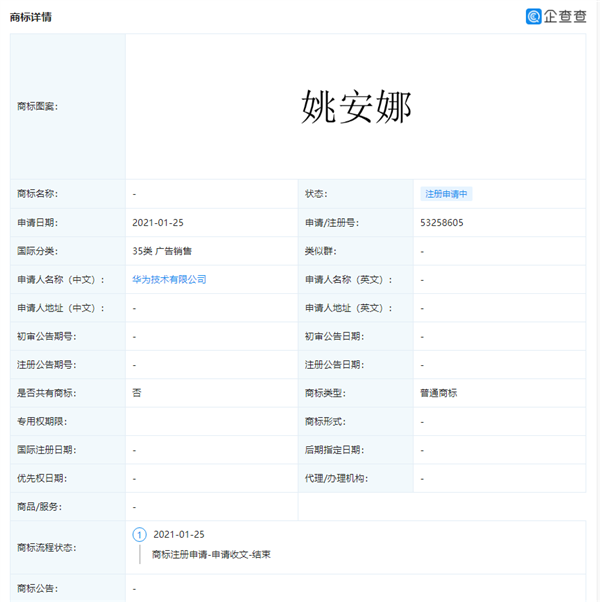 商标详情
企查查
商标图案：
姚安娜
商标名称： - 状态： 注册申请中
申请日期： 2021-01-25 申请/注册号： 53258605
国际分类： 35类 广告销售 类似群： -
申请人名称（中文）： 华为技术有限公司 申请人名称（英文）： -
申请人地址（中文）： - 申请人地址（英文）： -
初审公告期号： - 初审公告日期： -
注册公告期号： - 注册公告日期： -
是否共有商标： 否 商标类型： 普通商标
专用权期限： 商标形式： -
国际注册日期： - 后期指定日期： -
优先权日期： - 代理/办理机构： -
商品/服务： -
商标流程状态：
1 2021-01-25
商标注册申请-申请收文-结束
商标公告： -